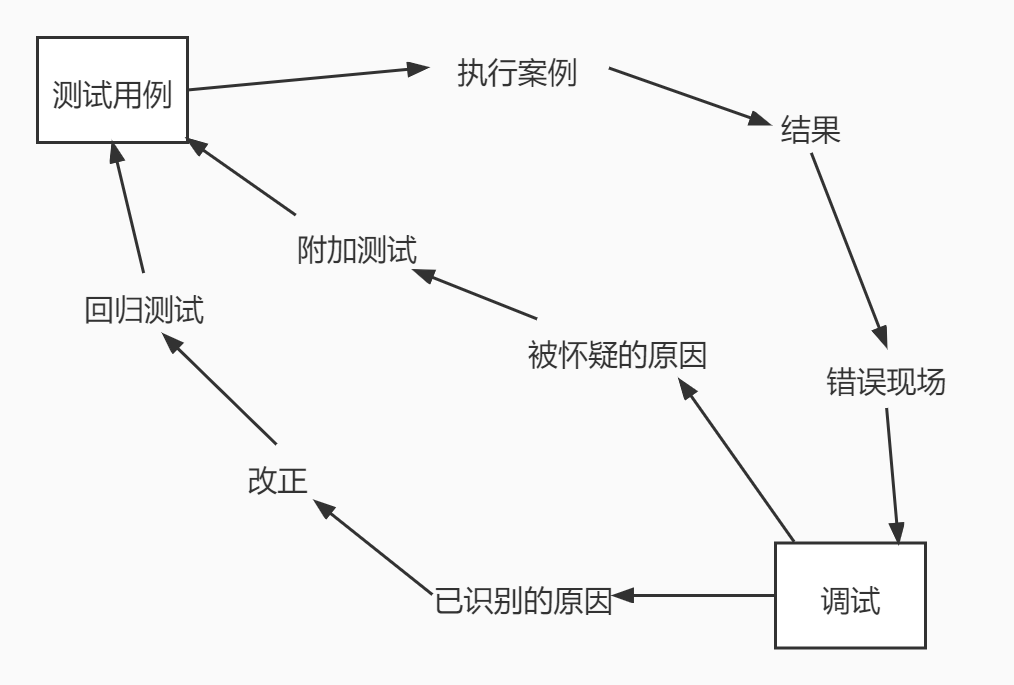 测试用例
执行案例
结果
附加测试
回归测试
被怀疑的原因
错误现场
改正
已识别的原因
调试